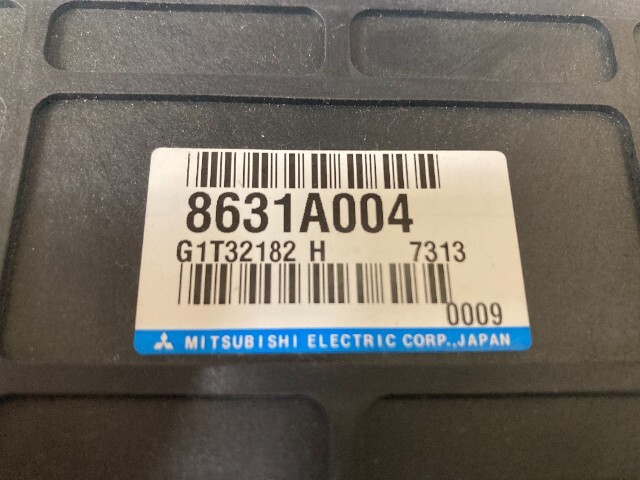 8631A004
G1T32182 H 7313
0009
MITSUBISHI ELECTRIC CORP.,JAPAN